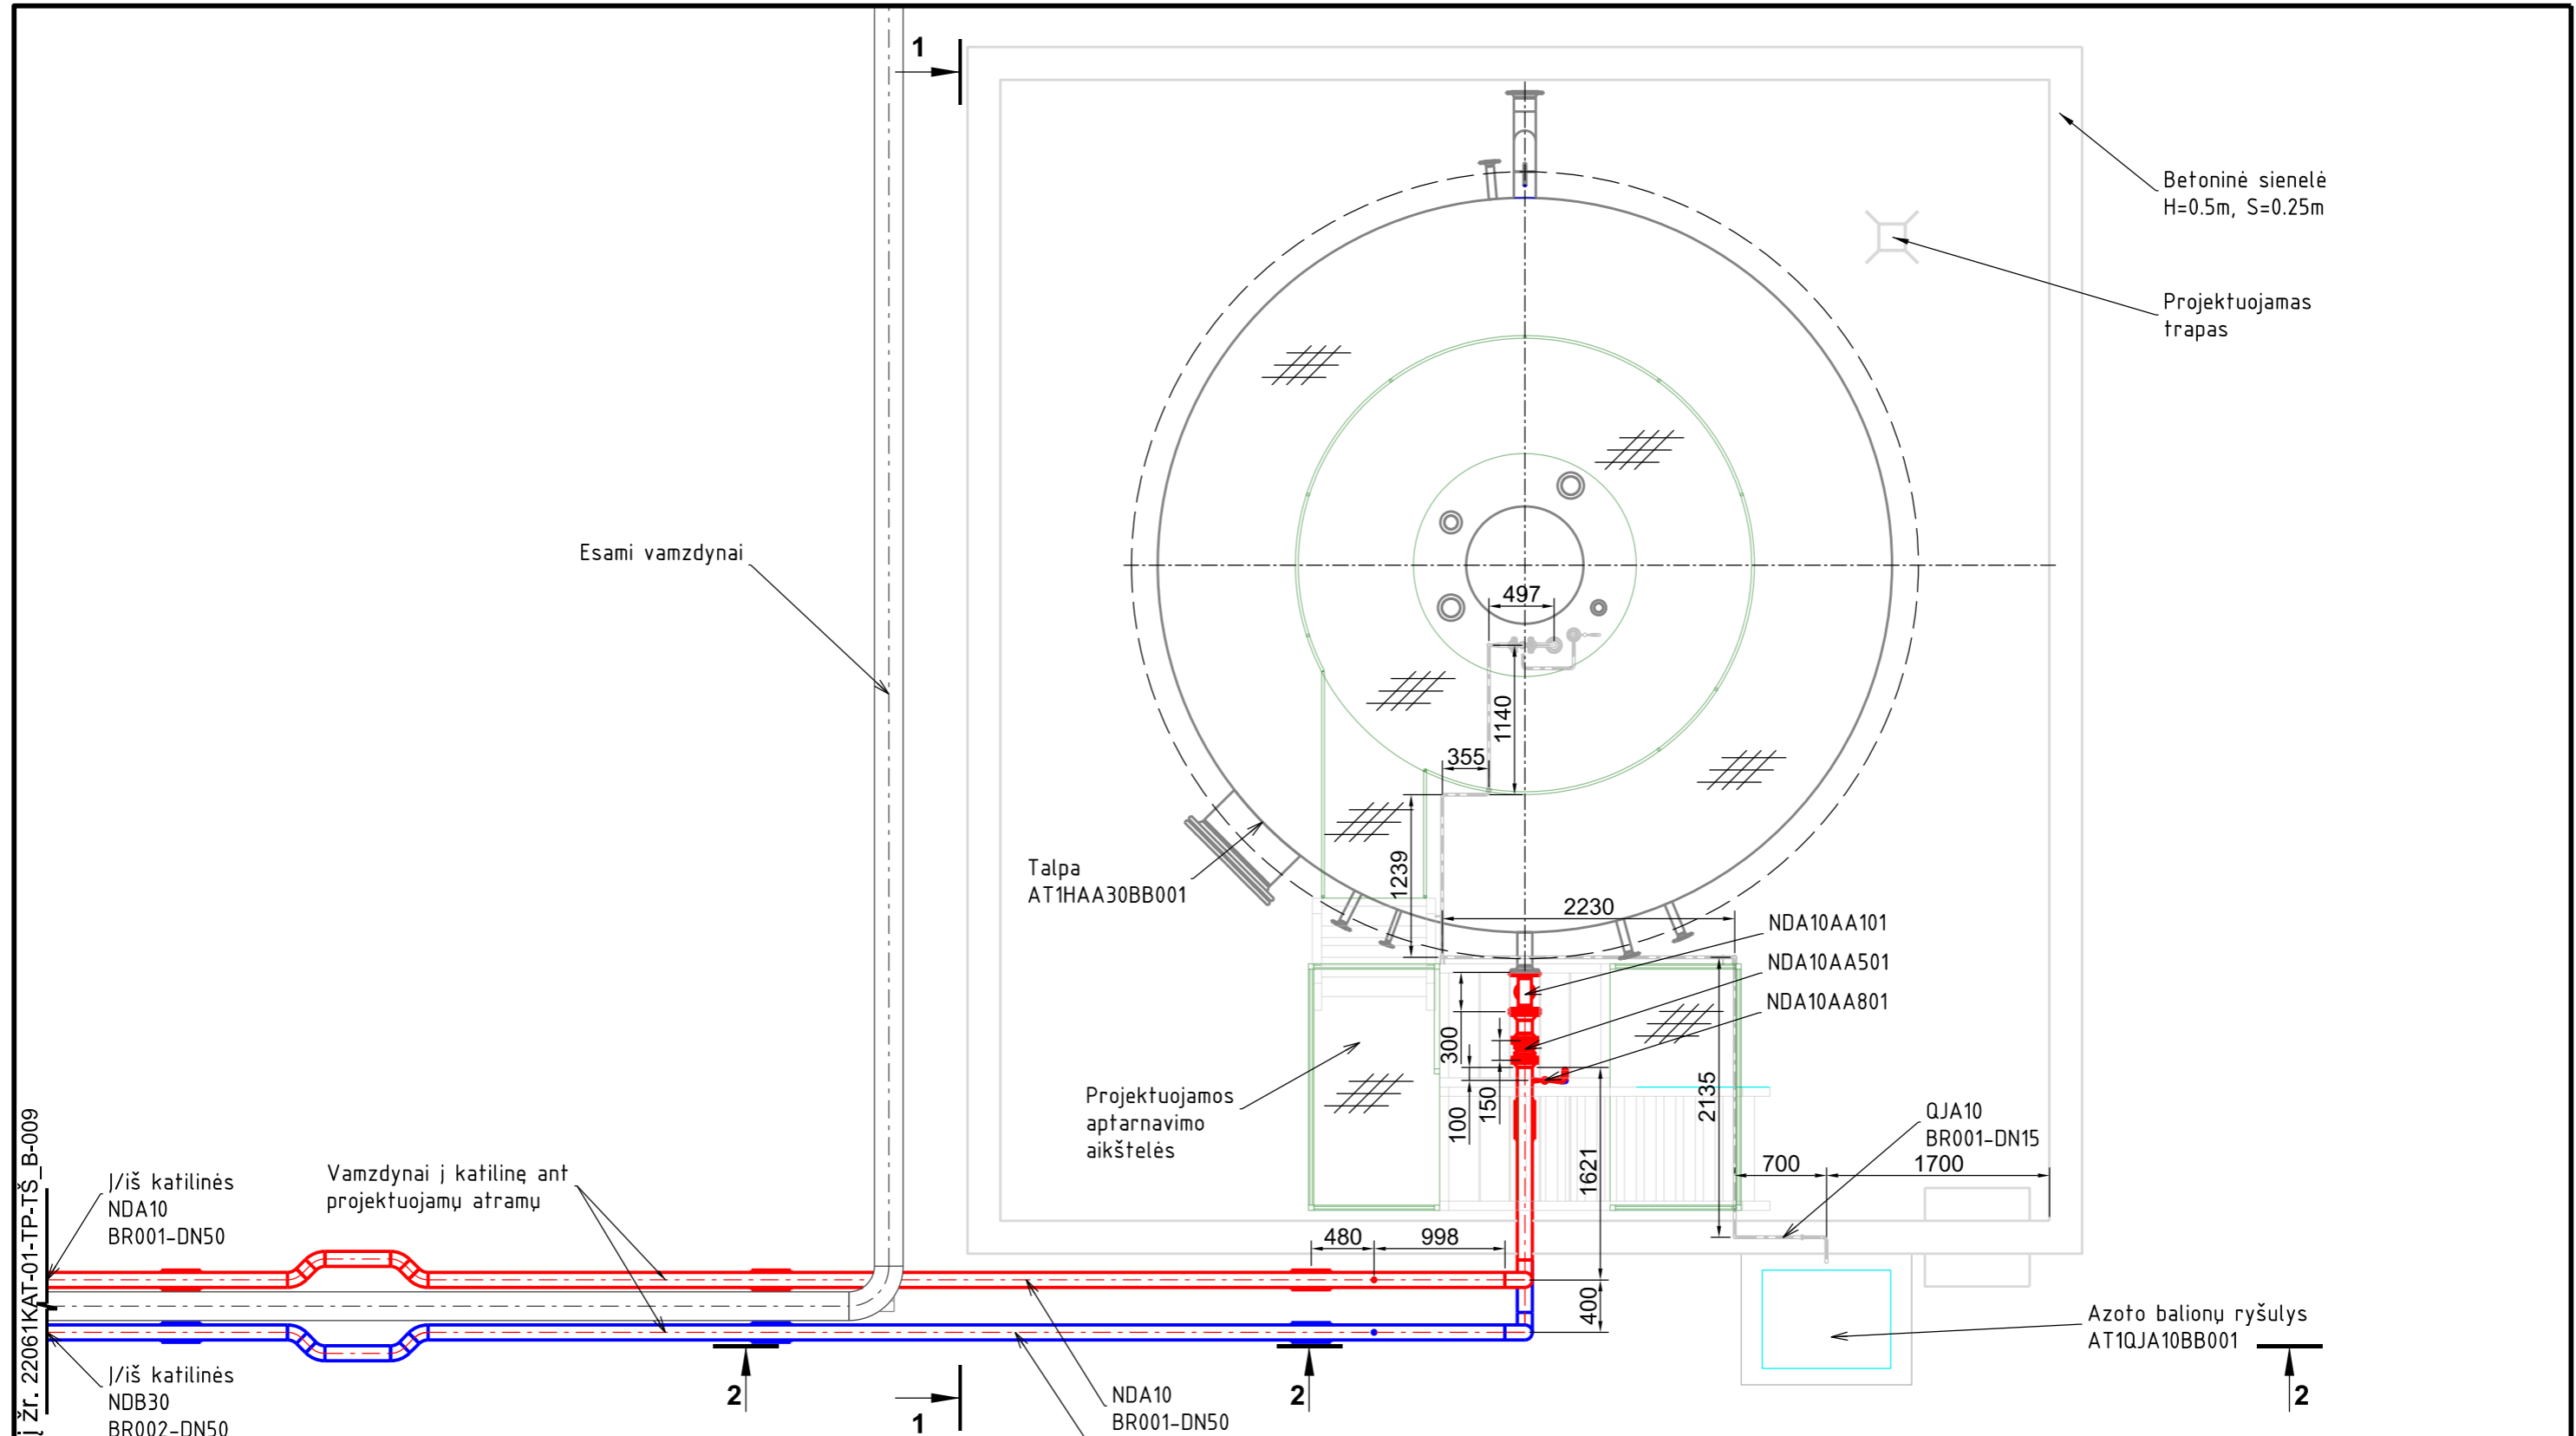 1
Betoninė sienelė
H=0.5m, S=0.25m
Projektuojamas
trapas
Esami vamzdynai
497
1140
355
1239
Talpa
AT1HAA30BB001
2230
NDA10AA101
NDA10AA501
NDA10AA801
300
150
100
2135
1621
Projektuojamos
aptarnavimo
aikštelės
QJA10
BR001-DN15
700
1700
į žr. 22061KAT-01-TP-TŠ_B-009
Į/iš katilinės
NDA10
BR001-DN50
Vamzdynai į katilinę ant
projektuojamų atramų
480
998
400
Azoto balionų ryšulys
AT1QJA10BB001
Į/iš katilinės
NDB30
BR002-DN50
2
1
NDA10
BR001-DN50
2
2